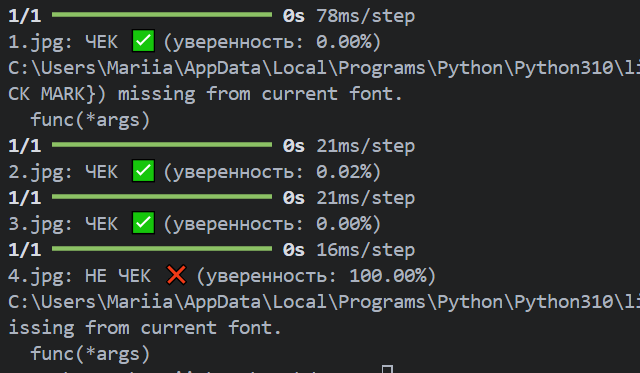 1/1 ━━━━━━━━━━━━━━━━━━━━ 0s 78ms/step
1.jpg: ЧЕК ✅ (уверенность: 0.00%)
C:\Users\Mariia\AppData\Local\Programs\Python\Python310\li
CK MARK}) missing from current font.
  func(*args)
1/1 ━━━━━━━━━━━━━━━━━━━━ 0s 21ms/step
2.jpg: ЧЕК ✅ (уверенность: 0.02%)
1/1 ━━━━━━━━━━━━━━━━━━━━ 0s 21ms/step
3.jpg: ЧЕК ✅ (уверенность: 0.00%)
1/1 ━━━━━━━━━━━━━━━━━━━━ 0s 16ms/step
4.jpg: НЕ ЧЕК ❌ (уверенность: 100.00%)
C:\Users\Mariia\AppData\Local\Programs\Python\Python310\li
issing from current font.
  func(*args)